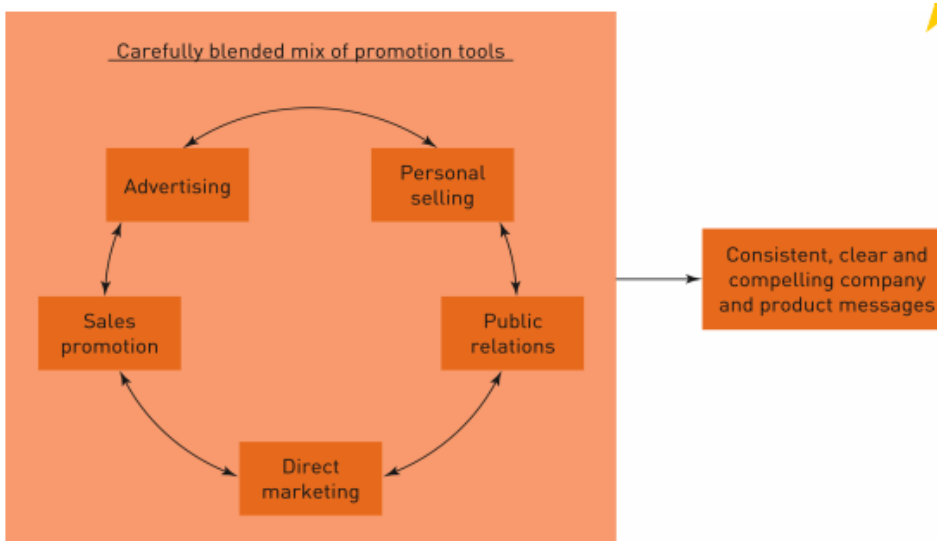 Carefully blended mix of promotion tools
Advertising
Personal
selling
Consistent, clear and
compelling company
and product messages
Sales
promotion
Public
relations
Direct
marketing